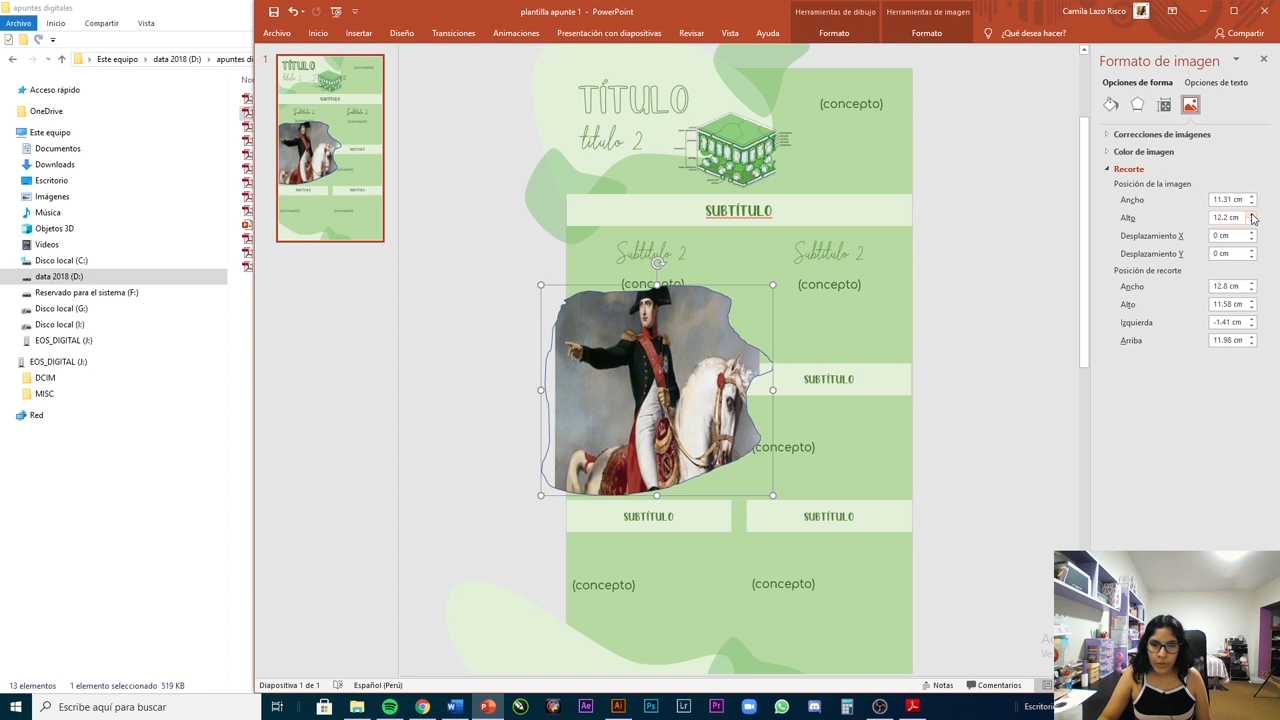 apuntes digitales
Archivo Inicio Compartir Vista
Este equipo data 2018 (D:) apuntes di
Acceso rápido
OneDrive
Este equipo
Documentos
Downloads
Escritorio
Imágenes
Música
Objetos 3D
Videos
Disco local (C:)
data 2018 (D:)
Reservado para el sistema (F:)
Disco local (G:)
Disco local (I:)
EOS_DIGITAL (J:)
EOS_DIGITAL (J:)
DCIM
MISC
Red
13 elementos 1 elemento seleccionado 519 KB
plantilla apunte 1 - PowerPoint
Herramientas de dibujo Herramientas de imagen
Camila Lazo Risco
Archivo Inicio Insertar Diseño Transiciones Animaciones Presentación con diapositivas Revisar Vista Ayuda Formato Formato ¿Qué desea hacer? Compartir
1
TÍTULO
título 2
(concepto)
SUBTÍTULO
Subtítulo 2 Subtítulo 2
(concepto) (concepto)
SUBTÍTULO
(concepto)
SUBTÍTULO SUBTÍTULO
(concepto) (concepto)
Formato de imagen
Opciones de forma Opciones de texto
Correcciones de imágenes
Color de imagen
Recorte
Posición de la imagen
Ancho 11.31 cm
Alto 12.2 cm
Desplazamiento X 0 cm
Desplazamiento Y 0 cm
Posición de recorte
Ancho 12.8 cm
Alto 11.58 cm
Izquierda -1.41 cm
Arriba 11.98 cm
Diapositiva 1 de 1 Español (Perú) Notas Comentarios
Escribe aquí para buscar
Escritorio